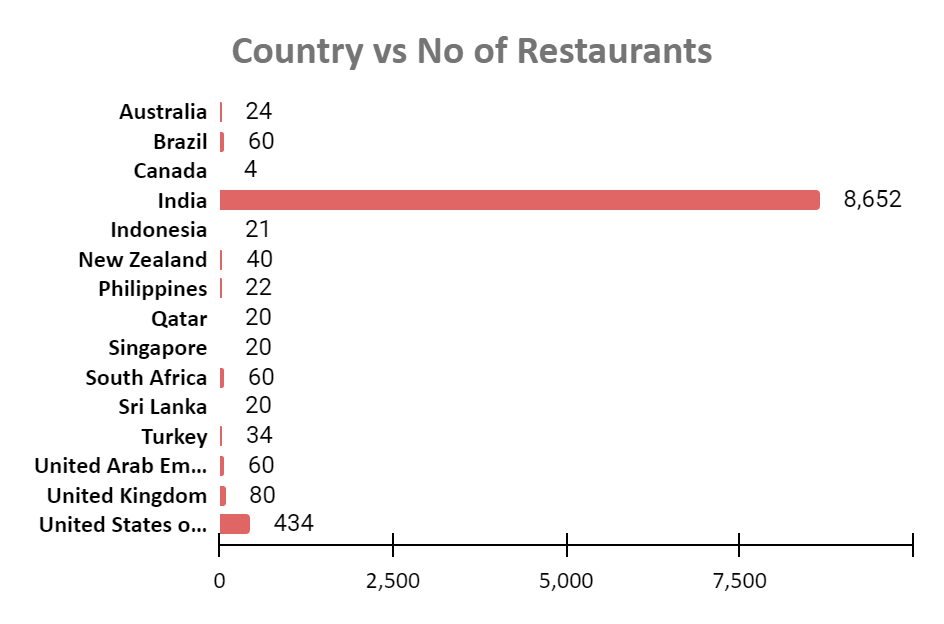 Country vs No of Restaurants
Australia 24
Brazil 60
Canada 4
India 8,652
Indonesia 21
New Zealand 40
Philippines 22
Qatar 20
Singapore 20
South Africa 60
Sri Lanka 20
Turkey 34
United Arab Em... 60
United Kingdom 80
United States o... 434
0 2,500 5,000 7,500